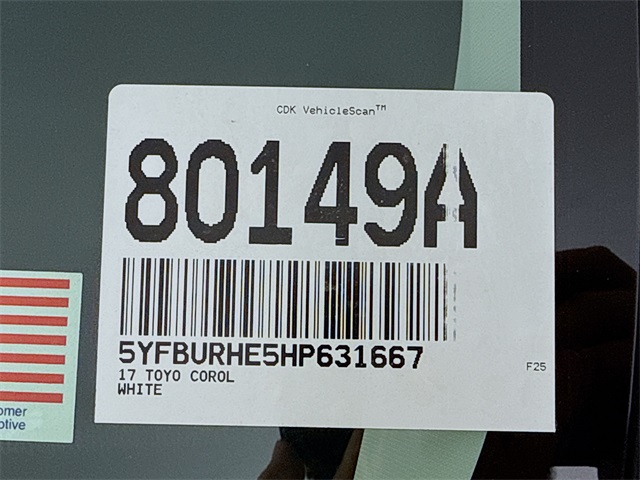 CDK VehicleScan™
80149A
5YFBURHE5HP631667
17 TOYO COROL
WHITE
F25
omer
otive